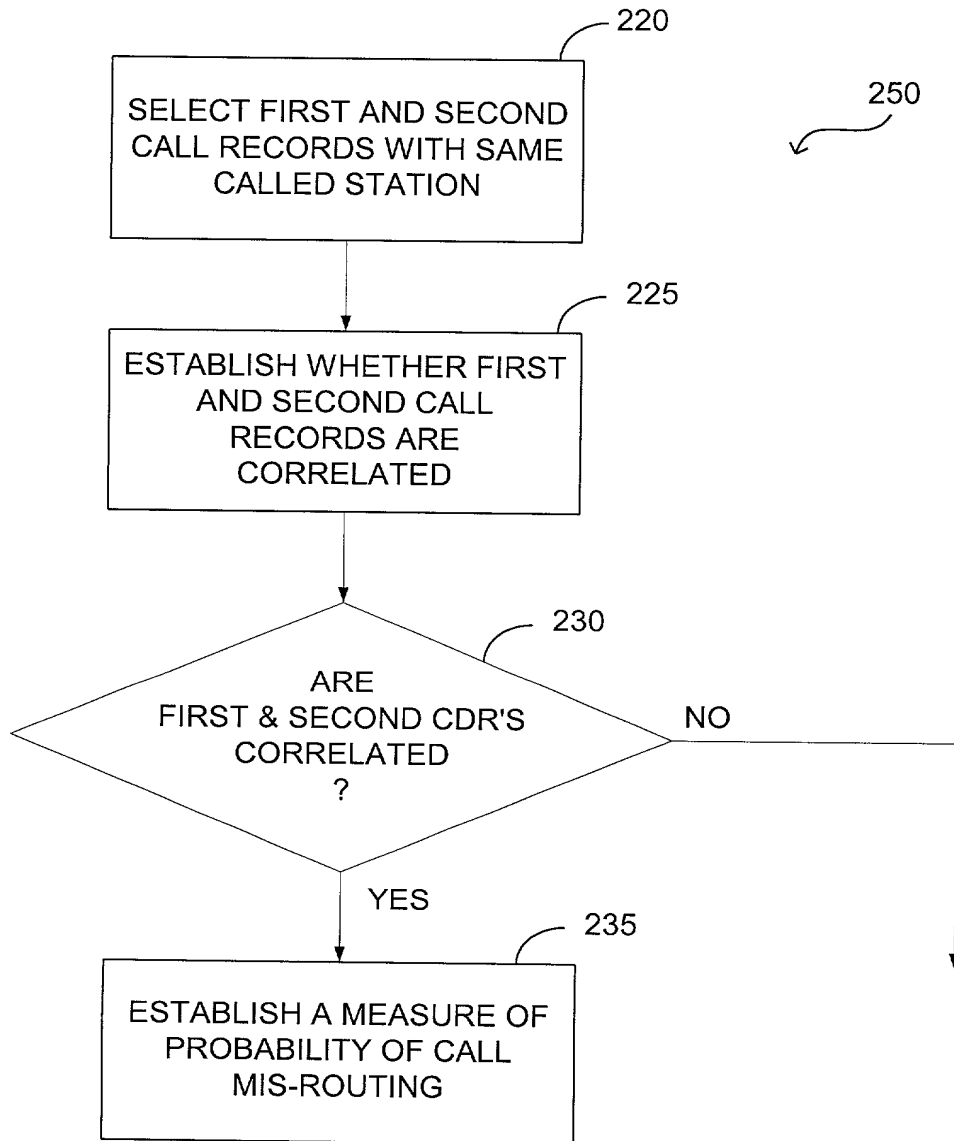 220
SELECT FIRST AND SECOND
CALL RECORDS WITH SAME
CALLED STATION
250
225
ESTABLISH WHETHER FIRST
AND SECOND CALL
RECORDS ARE
CORRELATED
230
ARE
FIRST & SECOND CDR'S
CORRELATED
?
NO
YES
235
ESTABLISH A MEASURE OF
PROBABILITY OF CALL
MIS-ROUTING